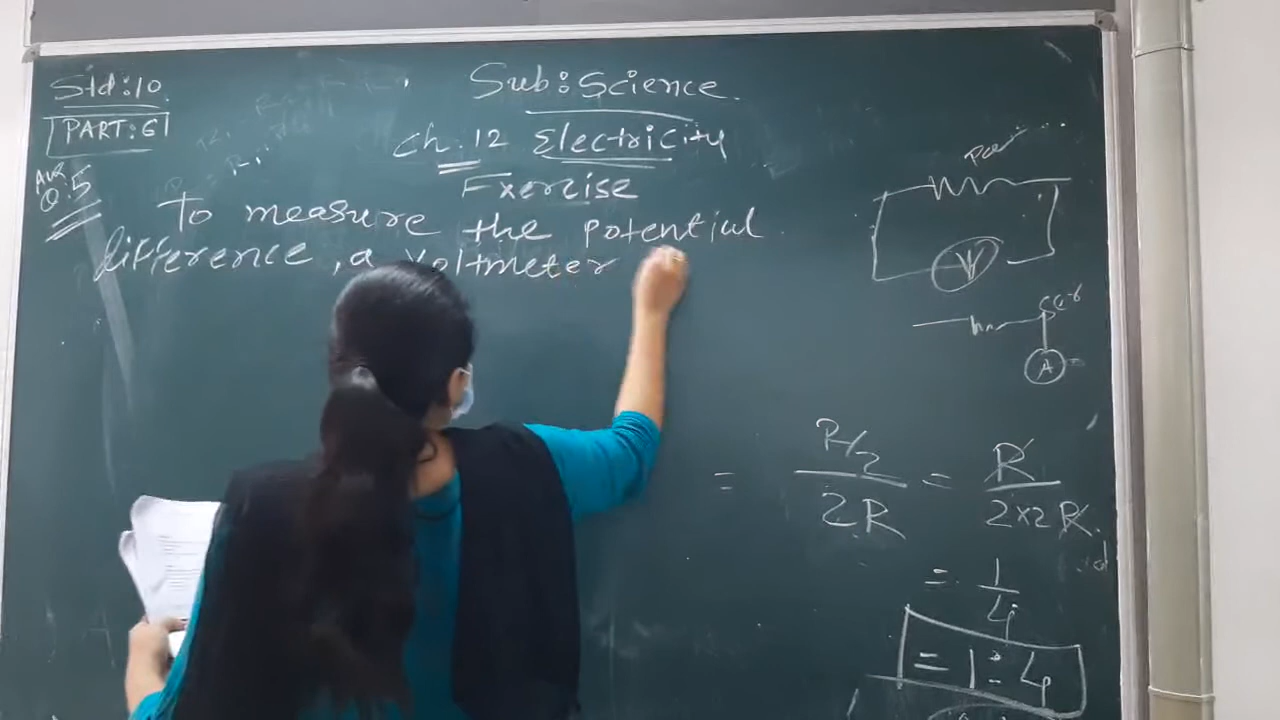 Std:10
PART:6
Sub:Science.
Ch.12 Electricity
Exercise
Q.5
To measure the potential
difference, a voltmeter
V
A
= R/2 / 2R = R / 2×2R
= 1/4
= 1:4